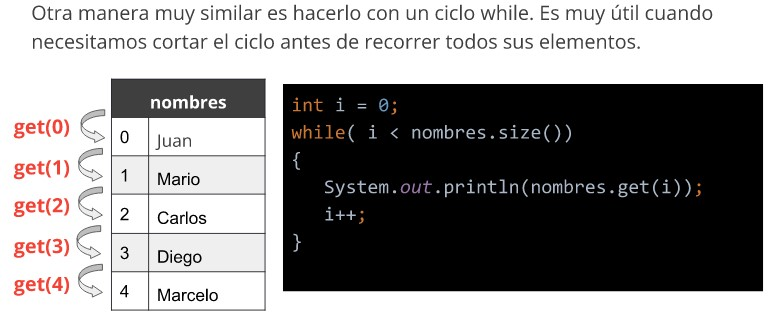 Otra manera muy similar es hacerlo con un ciclo while. Es muy útil cuando
necesitamos cortar el ciclo antes de recorrer todos sus elementos.
nombres
get(0) 0 Juan
get(1) 1 Mario
get(2) 2 Carlos
get(3) 3 Diego
get(4) 4 Marcelo
int i = 0;
while( i < nombres.size())
{
System.out.println(nombres.get(i));
i++;
}